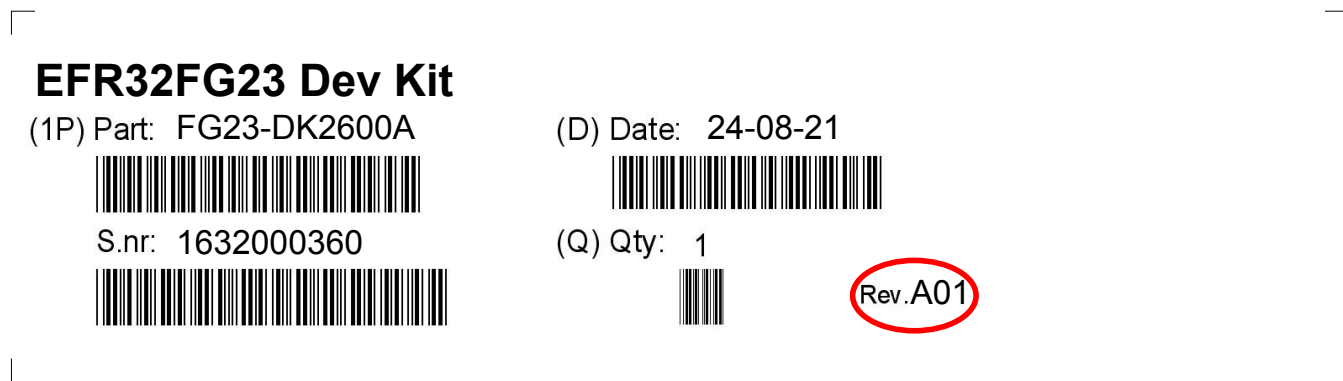 EFR32FG23 Dev Kit
(1P) Part: FG23-DK2600A
(D) Date: 24-08-21
S.nr: 1632000360
(Q) Qty: 1
Rev.A01